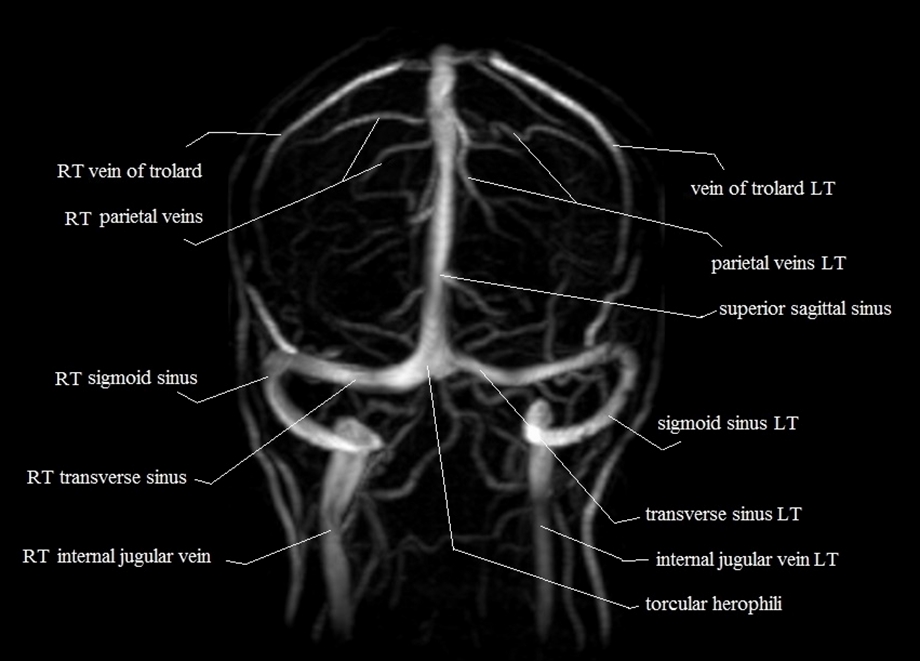 RT vein of trolard
RT parietal veins
RT sigmoid sinus
RT transverse sinus
RT internal jugular vein
vein of trolard LT
parietal veins LT
superior sagittal sinus
sigmoid sinus LT
transverse sinus LT
internal jugular vein LT
torcular herophili